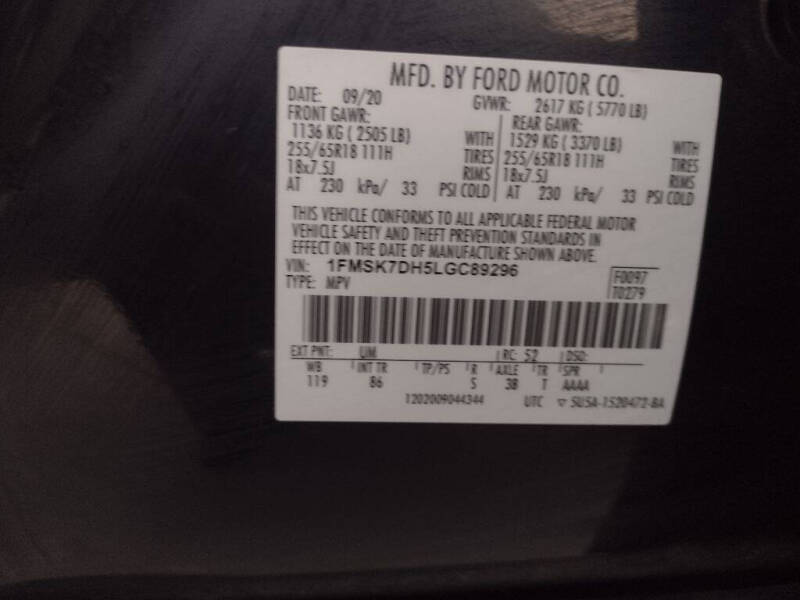 MFD. BY FORD MOTOR CO.
DATE: 09/20 GVWR: 2617 KG ( 5770 LB)
FRONT GAWR: REAR GAWR:
1136 KG ( 2505 LB) WITH 1529 KG ( 3370 LB) WITH
255/65R18 111H TIRES 255/65R18 111H TIRES
18x7.5J RIMS 18x7.5J RIMS
AT 230 kPa/ 33 PSI COLD AT 230 kPa/ 33 PSI COLD
THIS VEHICLE CONFORMS TO ALL APPLICABLE FEDERAL MOTOR
VEHICLE SAFETY AND THEFT PREVENTION STANDARDS IN
EFFECT ON THE DATE OF MANUFACTURE SHOWN ABOVE.
VIN: 1FMSK7DH5LGC89296 F0097
TYPE: MPV T0279
EXT PNT: UM RC: 52 DSO:
WB INT TR TP/PS R AXLE TR SPR
119 86 S 38 T AAAA
1202009044344 UTC ▽ 5U5A-1520472-BA